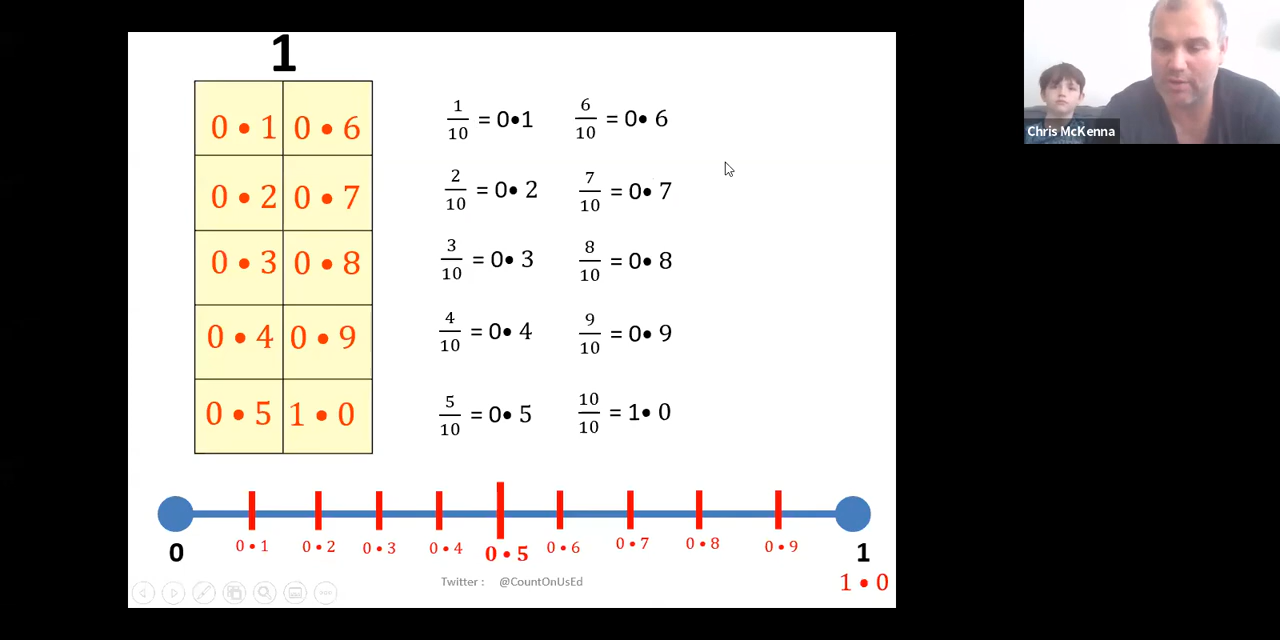 1
0•1 0•6
0•2 0•7
0•3 0•8
0•4 0•9
0•5 1•0
1/10 = 0•1 6/10 = 0•6
2/10 = 0•2 7/10 = 0•7
3/10 = 0•3 8/10 = 0•8
4/10 = 0•4 9/10 = 0•9
5/10 = 0•5 10/10 = 1•0
0 0•1 0•2 0•3 0•4 0•5 0•6 0•7 0•8 0•9 1
1•0
Twitter : @CountOnUsEd
Chris McKenna